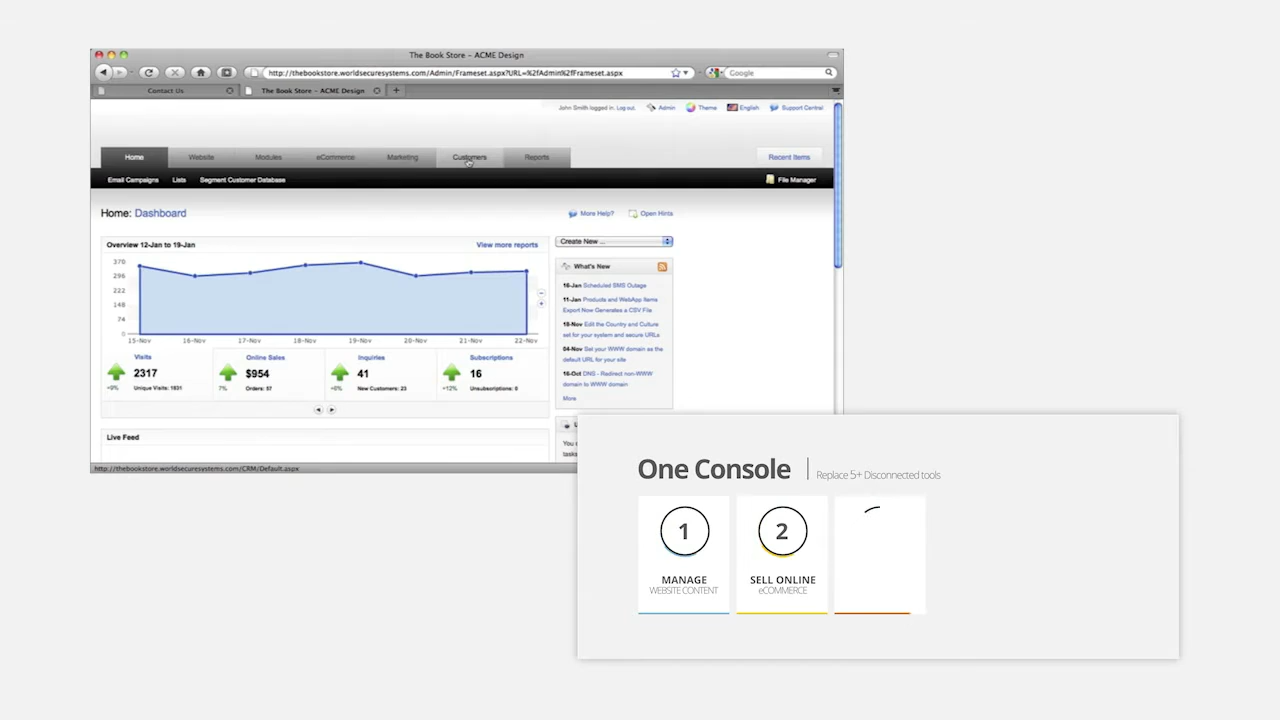 The Book Store – ACME Design
http://thebookstore.worldsecuresystems.com/Admin/Frameset.aspx?URL=%2fAdmin%2fFrameset.aspx
Google
Contact Us
The Book Store – ACME Design
John Smith logged in. Log out.
Admin
Theme
English
Support Central
Home
Website
Modules
eCommerce
Marketing
Customers
Reports
Recent Items
Email Campaigns
Lists
Segment Customer Database
File Manager
Home: Dashboard
More Help?
Open Hints
Overview 12-Jan to 19-Jan
View more reports
370
296
222
148
74
0
15-Nov
16-Nov
17-Nov
18-Nov
19-Nov
20-Nov
21-Nov
22-Nov
Visits
2317
+0%
Unique Visits: 1831
Online Sales
$954
7%
Orders: 57
Inquiries
41
+6%
New Customers: 23
Subscriptions
16
+12%
Unsubscriptions: 0
Live Feed
Create New ...
What's New
16-Jan Scheduled SMS Outage
11-Jan Products and WebApp Items
Export Now Generates a CSV File
18-Nov Edit the Country and Culture
set for your system and secure URLs
04-Nov Set your WWW domain as the
default URL for your site
16-Oct DNS - Redirect non-WWW
domain to WWW domain
More
You
tasks
http://thebookstore.worldsecuresystems.com/CRM/Default.aspx
One Console
Replace 5+ Disconnected tools
1
MANAGE
WEBSITE CONTENT
2
SELL ONLINE
eCOMMERCE